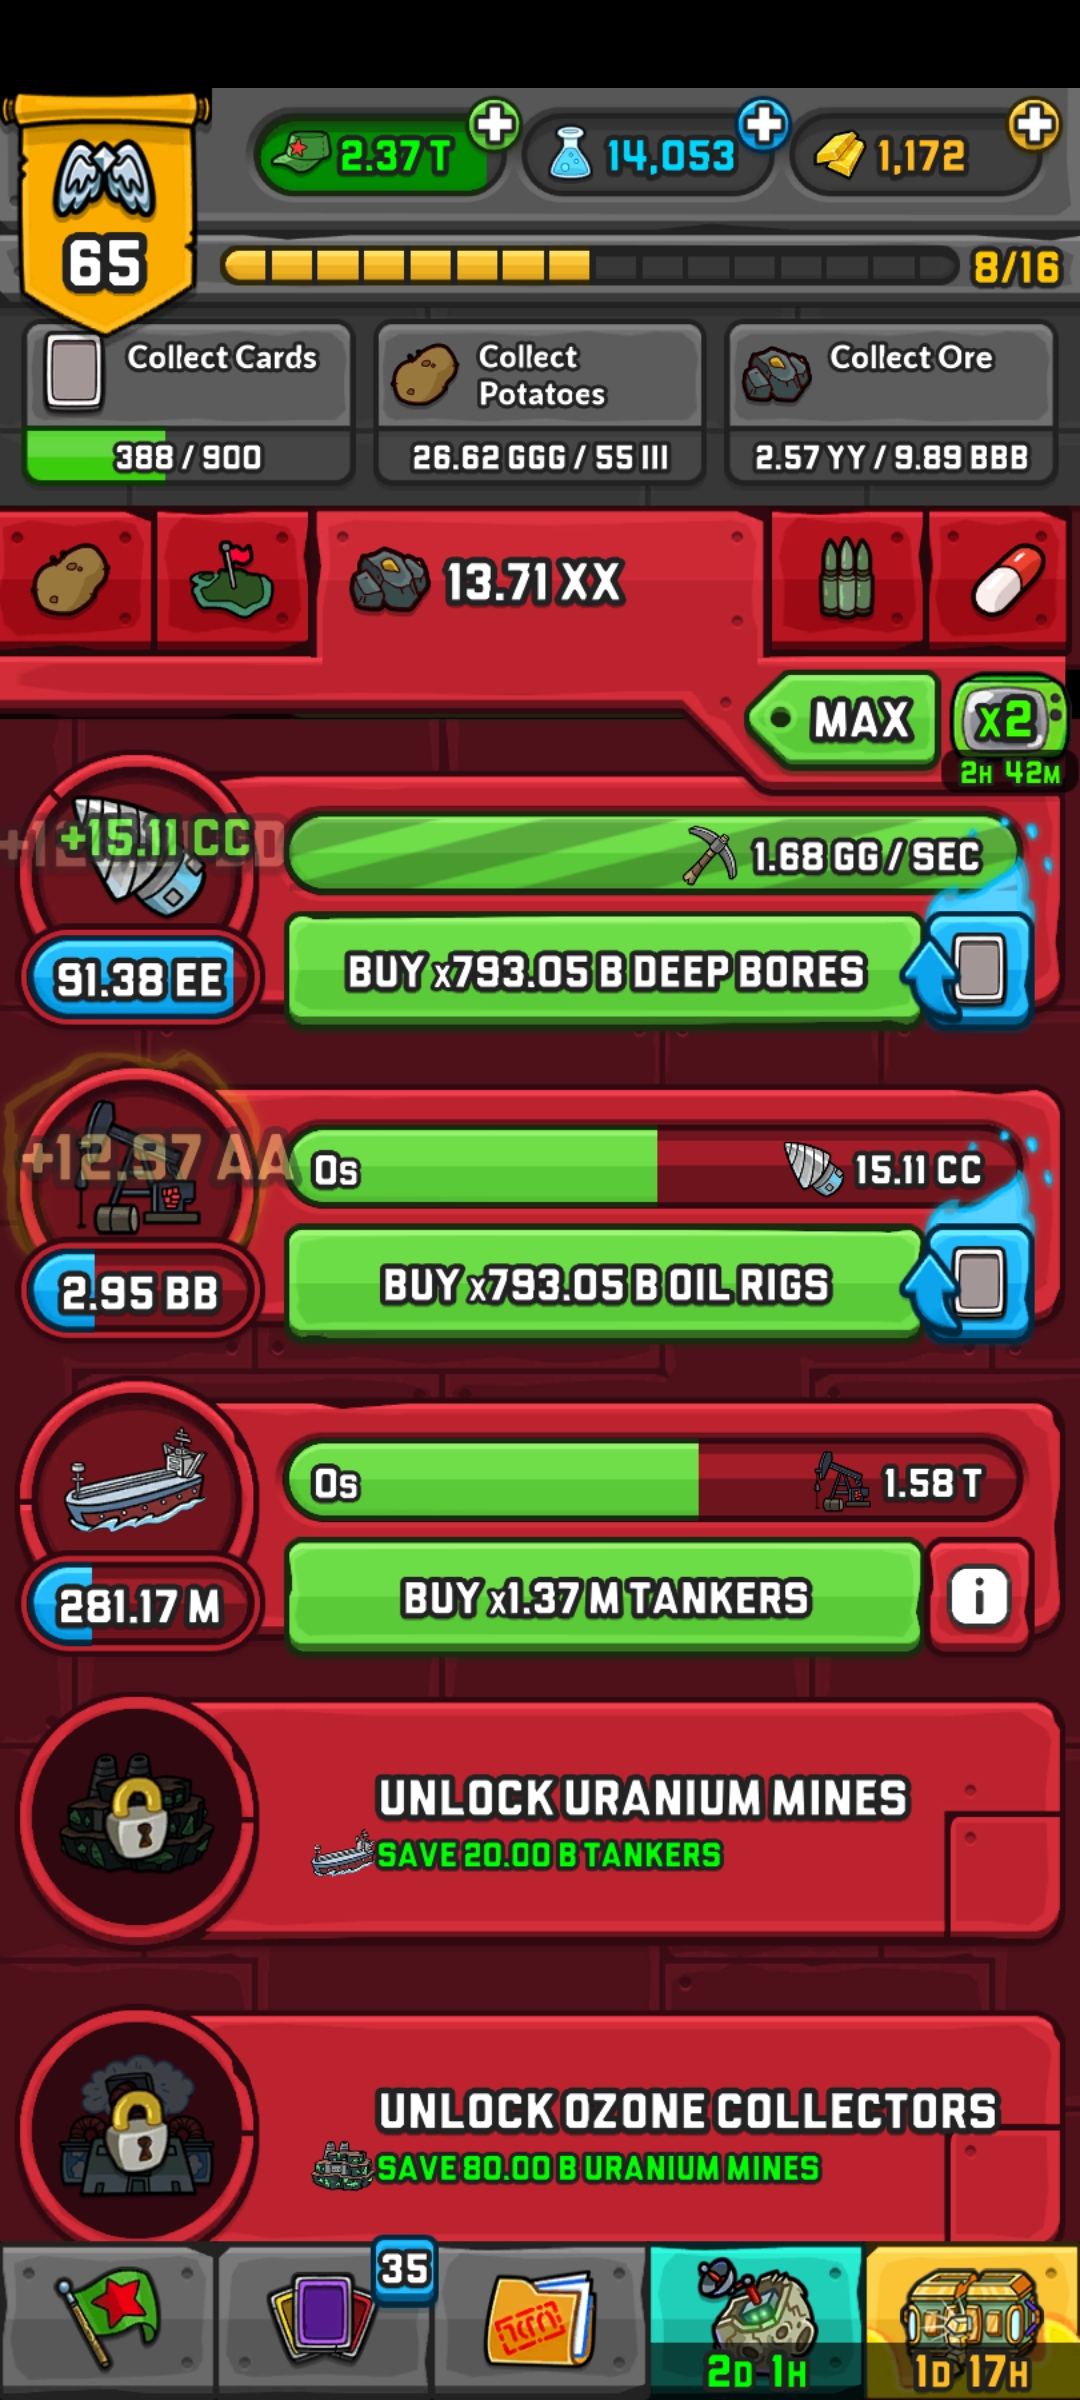 2.37 T
14,053
1,172
65
8/16
Collect Cards
388 / 900
Collect
Potatoes
26.62 GGG / 55 III
Collect Ore
2.57 YY / 9.89 BBB
13.71 XX
MAX
x2
2H 42M
+15.11 CC
1.68 GG / SEC
91.38 EE
BUY x793.05 B DEEP BORES
+12.97 AA
0s
15.11 CC
2.95 BB
BUY x793.05 B OIL RIGS
0s
1.58 T
281.17 M
BUY x1.37 M TANKERS
i
UNLOCK URANIUM MINES
SAVE 20.00 B TANKERS
UNLOCK OZONE COLLECTORS
SAVE 80.00 B URANIUM MINES
35
2D 1H
1D 17H